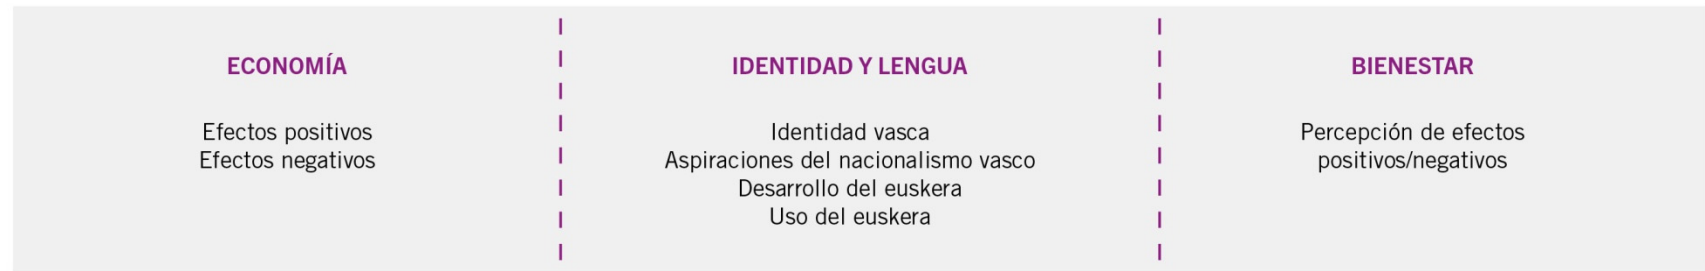 ECONOMÍA
Efectos positivos
Efectos negativos
IDENTIDAD Y LENGUA
Identidad vasca
Aspiraciones del nacionalismo vasco
Desarrollo del euskera
Uso del euskera
BIENESTAR
Percepción de efectos
positivos/negativos